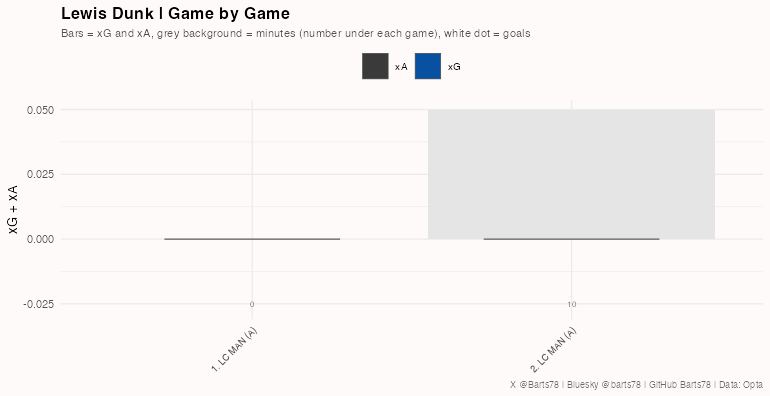 Lewis Dunk | Game by Game
Bars = xG and xA, grey background = minutes (number under each game), white dot = goals
xA xG
0.050
0.025
0.000
-0.025
xG + xA
0 10
1. LC MAN (A) 2. LC MAN (A)
X @Barts78 | Bluesky @barts78 | GitHub Barts78 | Data: Opta